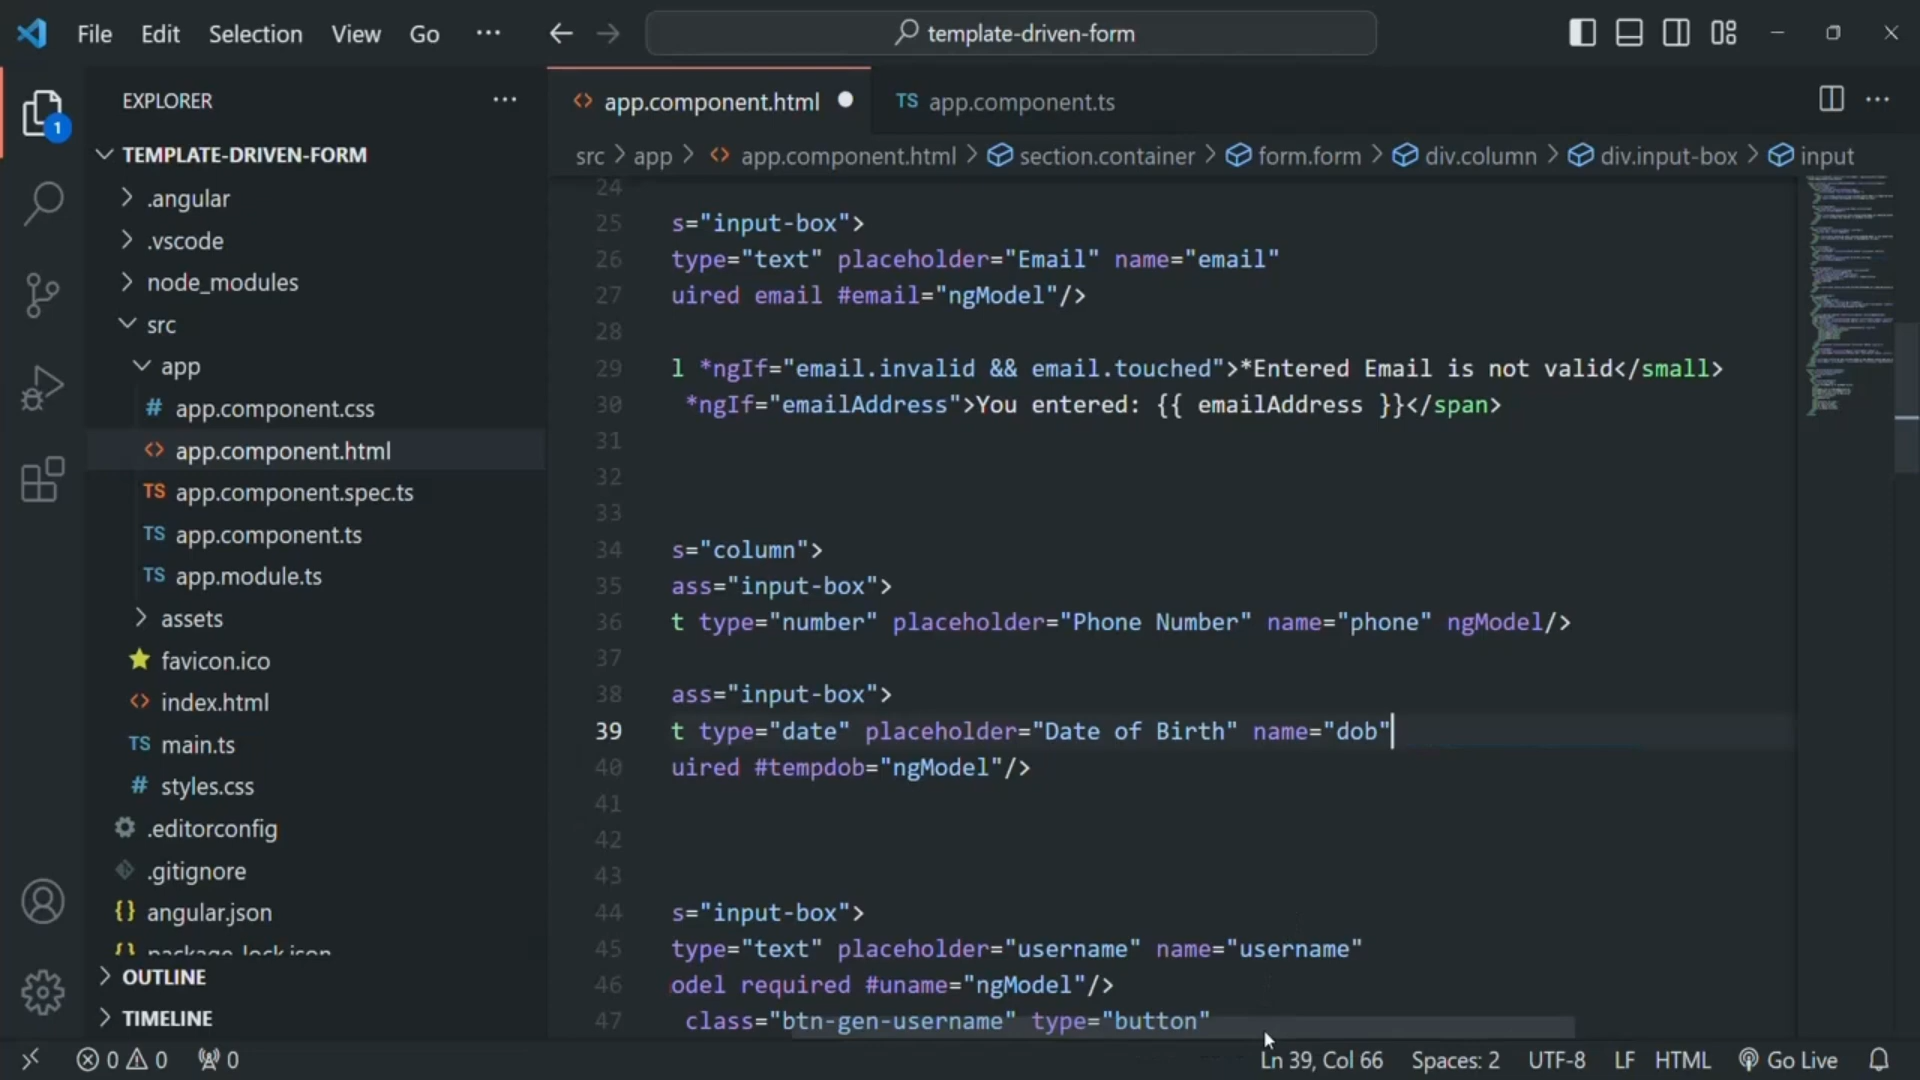 File Edit Selection View Go
template-driven-form
EXPLORER
1
TEMPLATE-DRIVEN-FORM
.angular
.vscode
node_modules
src
app
# app.component.css
<> app.component.html
TS app.component.spec.ts
TS app.component.ts
TS app.module.ts
assets
favicon.ico
<> index.html
TS main.ts
# styles.css
.editorconfig
.gitignore
{} angular.json
{} package-lock.json
OUTLINE
TIMELINE
<> app.component.html
TS app.component.ts
src > app > <> app.component.html > section.container > form.form > div.column > div.input-box > input
24
25 s="input-box">
26 type="text" placeholder="Email" name="email"
27 uired email #email="ngModel"/>
28
29 l *ngIf="email.invalid && email.touched">*Entered Email is not valid</small>
30 *ngIf="emailAddress">You entered: {{ emailAddress }}</span>
31
32
33
34 s="column">
35 ass="input-box">
36 t type="number" placeholder="Phone Number" name="phone" ngModel/>
37
38 ass="input-box">
39 t type="date" placeholder="Date of Birth" name="dob"
40 uired #tempdob="ngModel"/>
41
42
43
44 s="input-box">
45 type="text" placeholder="username" name="username"
46 odel required #uname="ngModel"/>
47 class="btn-gen-username" type="button"
0 0 0
Ln 39, Col 66 Spaces: 2 UTF-8 LF HTML Go Live